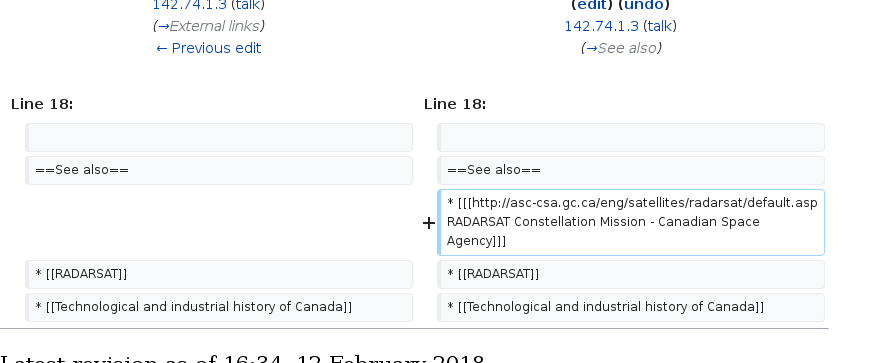 142.74.1.3 (talk)
(→External links)
← Previous edit
(edit) (undo)
142.74.1.3 (talk)
(→See also)
Line 18:
Line 18:
==See also==
==See also==
+
* [[[http://asc-csa.gc.ca/eng/satellites/radarsat/default.asp
RADARSAT Constellation Mission - Canadian Space
Agency]]]
* [[RADARSAT]]
* [[RADARSAT]]
* [[Technological and industrial history of Canada]]
* [[Technological and industrial history of Canada]]
Latest revision as of 16:34, 12 February 2018